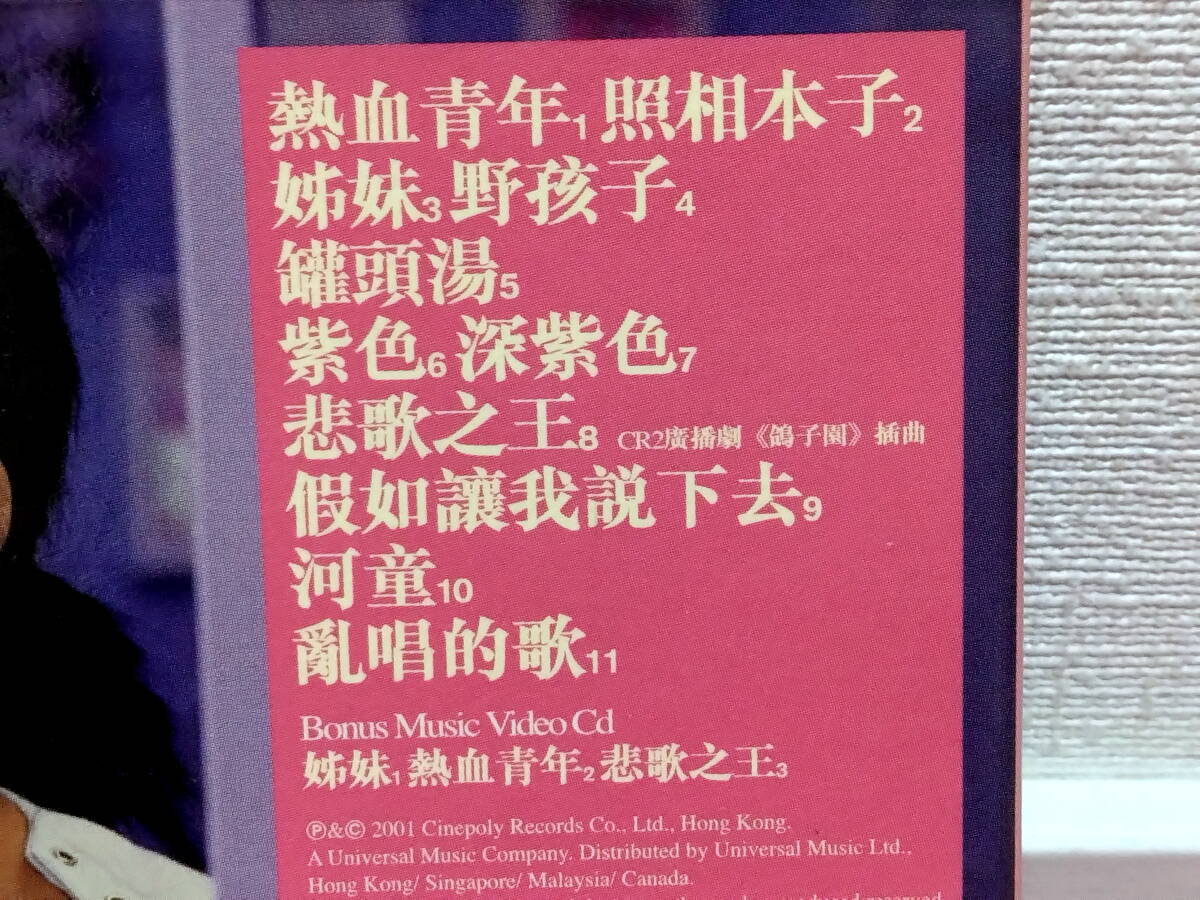 熱血青年1 照相本子2
姊妹3 野孩子4
罐頭湯5
紫色6 深紫色7
悲歌之王8 CR2廣播劇《鴿子園》插曲
假如讓我説下去9
河童10
亂唱的歌11
Bonus Music Video Cd
姊妹1 熱血青年2 悲歌之王3
℗&© 2001 Cinepoly Records Co., Ltd., Hong Kong.
A Universal Music Company. Distributed by Universal Music Ltd.,
Hong Kong/ Singapore/ Malaysia/ Canada.